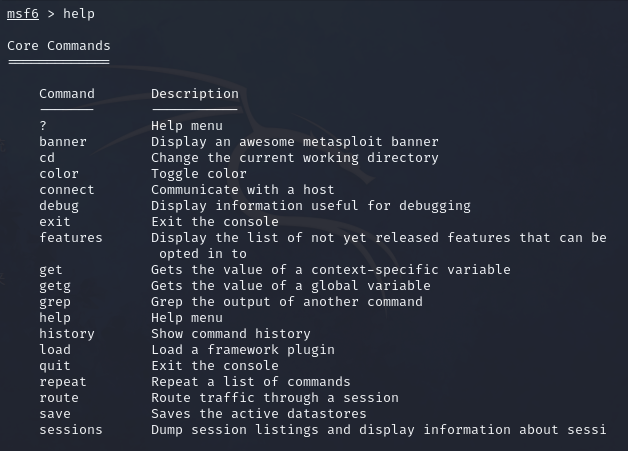 msf6 > help
Core Commands
=============
Command Description
------- -----------
? Help menu
banner Display an awesome metasploit banner
cd Change the current working directory
color Toggle color
connect Communicate with a host
debug Display information useful for debugging
exit Exit the console
features Display the list of not yet released features that can be
opted in to
get Gets the value of a context-specific variable
getg Gets the value of a global variable
grep Grep the output of another command
help Help menu
history Show command history
load Load a framework plugin
quit Exit the console
repeat Repeat a list of commands
route Route traffic through a session
save Saves the active datastores
sessions Dump session listings and display information about sessi